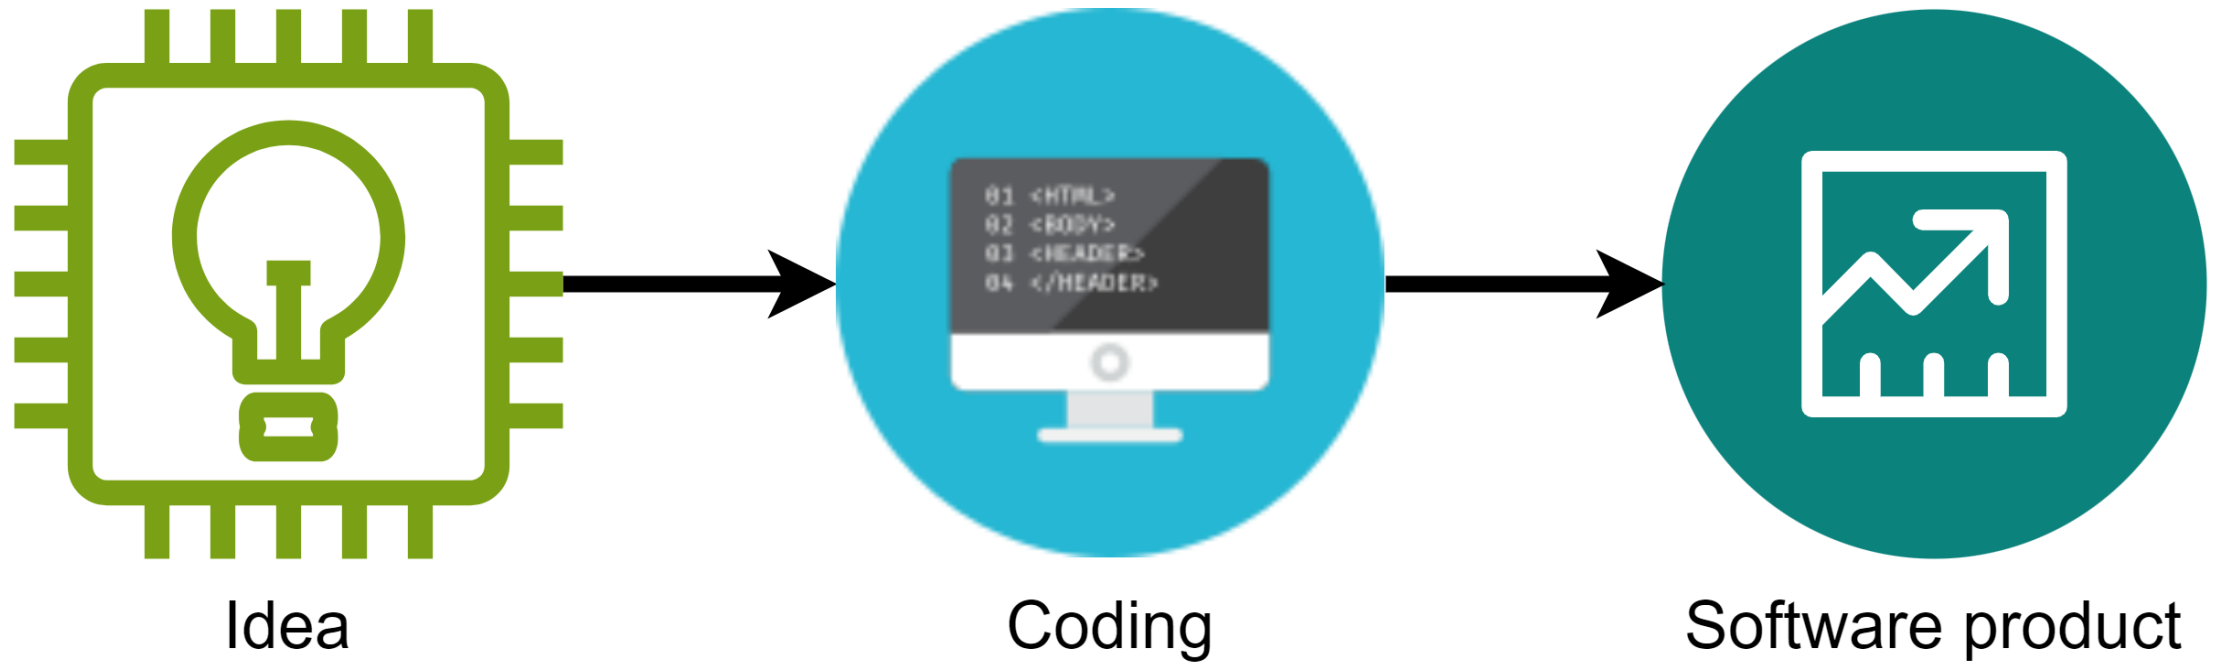 01 <HTML>
02 <BODY>
03 <HEADER>
04 </HEADER>
Idea
Coding
Software product